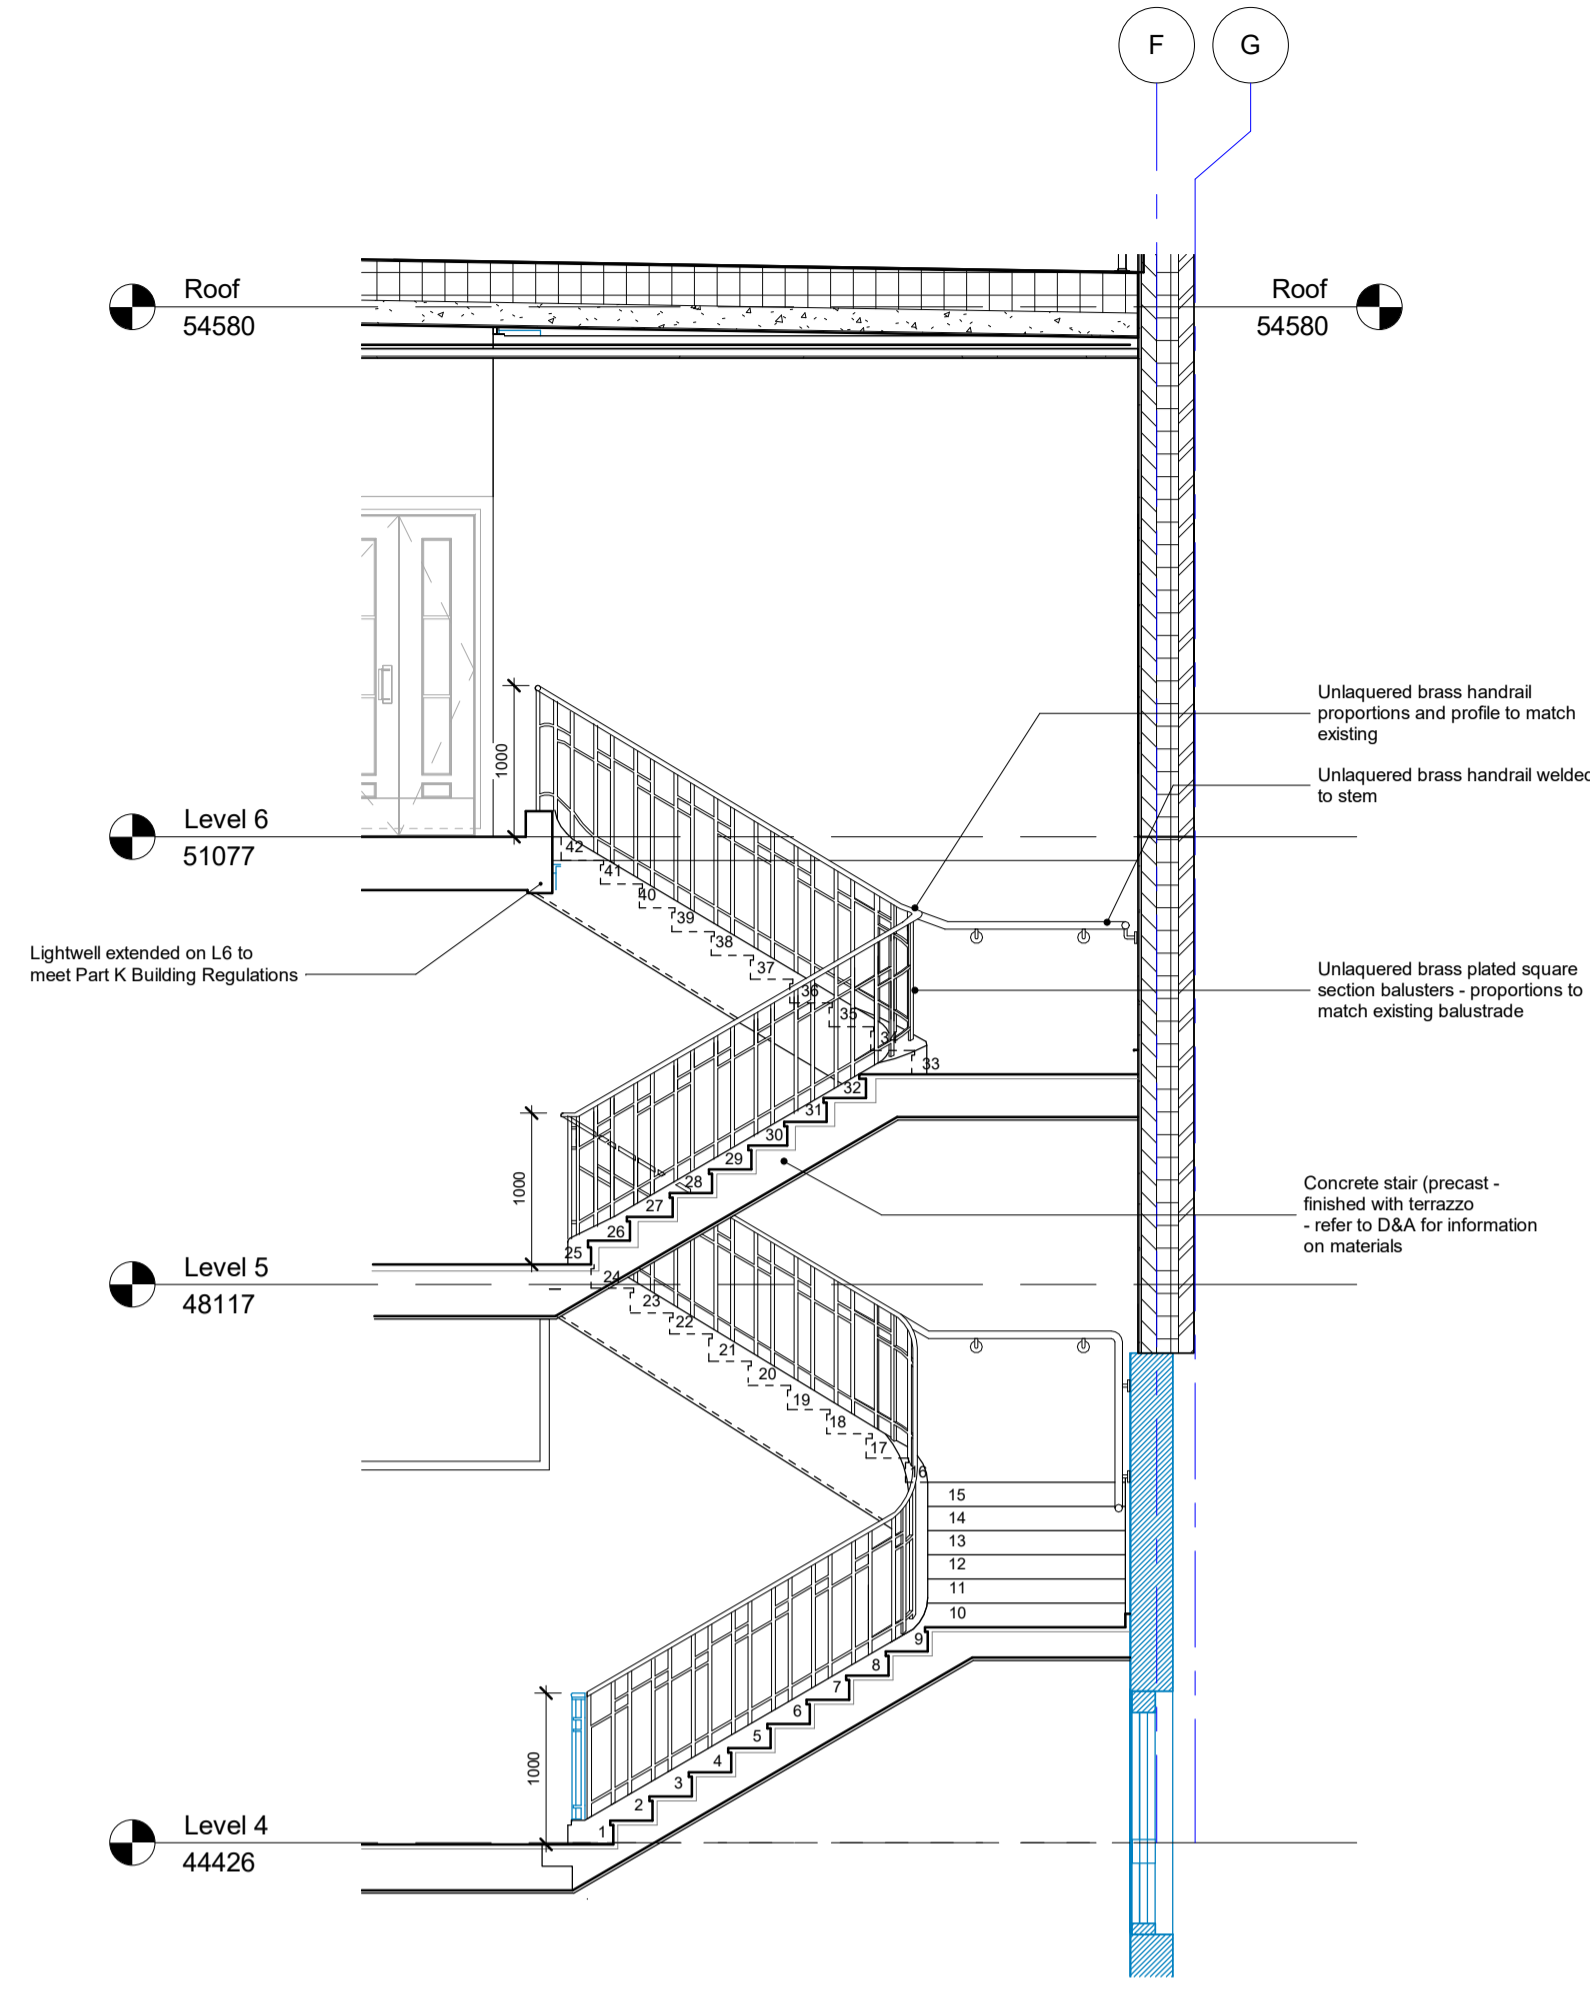 F
G
Roof
54580
Roof
54580
1000
Unlaquered brass handrail
proportions and profile to match
existing
Unlaquered brass handrail welded
to stem
Level 6
51077
42
41
40
39
38
37
36
35
34
33
Lightwell extended on L6 to
meet Part K Building Regulations
Unlaquered brass plated square
section balusters - proportions to
match existing balustrade
32
31
30
29
28
27
26
25
1000
Concrete stair (precast -
finished with terrazzo
- refer to D&A for information
on materials
Level 5
48117
24
23
22
21
20
19
18
17
15
14
13
12
11
10
9
8
7
6
5
4
3
2
1
1000
Level 4
44426